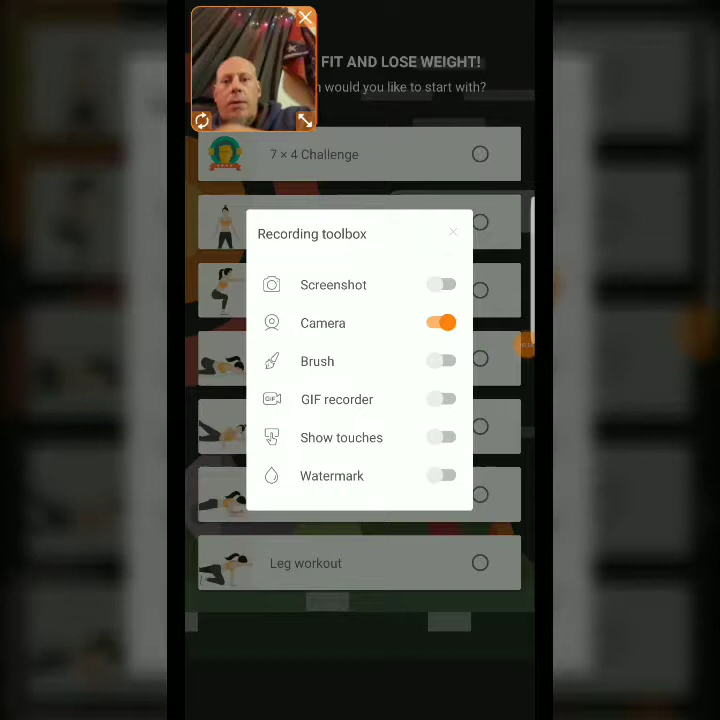 FIT AND LOSE WEIGHT!
would you like to start with?
7 × 4 Challenge
Recording toolbox
Screenshot
Camera
Brush
GIF recorder
GIF
Show touches
Watermark
Leg workout